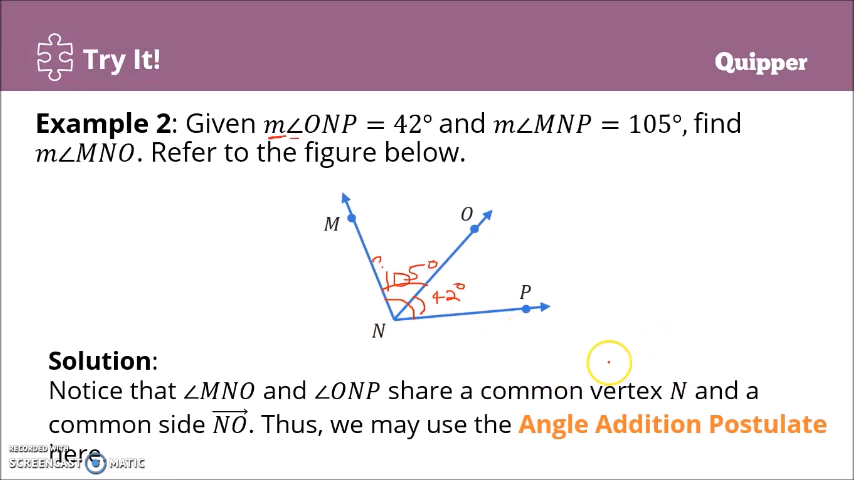 Try It!
Quipper
Example 2: Given m∠ONP = 42° and m∠MNP = 105°, find
m∠MNO. Refer to the figure below.
M
O
105°
42°
P
N
Solution:
Notice that ∠MNO and ∠ONP share a common vertex N and a
common side NO. Thus, we may use the Angle Addition Postulate
here
RECORDED WITH
SCREENCAST MATIC